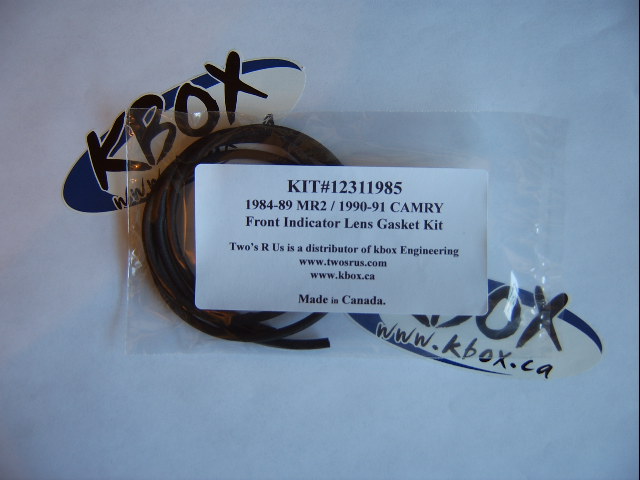 KBOX
www.
KIT#12311985
1984-89 MR2 / 1990-91 CAMRY
Front Indicator Lens Gasket Kit
Two's R Us is a distributor of kbox Engineering
www.twosrus.com
www.kbox.ca
Made in Canada.
BOX
www.kbox.ca